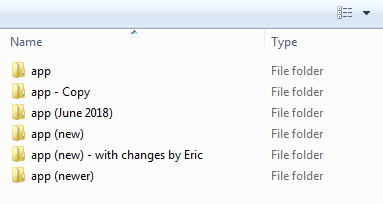 Name Type
app File folder
app - Copy File folder
app (June 2018) File folder
app (new) File folder
app (new) - with changes by Eric File folder
app (newer) File folder